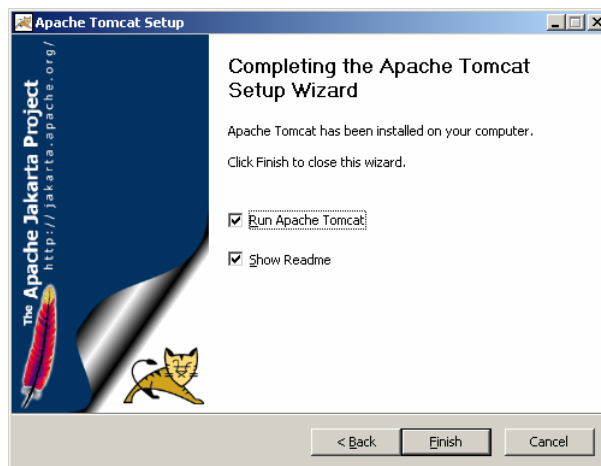 Apache Tomcat Setup
The Apache Jakarta Project
http://jakarta.apache.org/
Completing the Apache Tomcat
Setup Wizard
Apache Tomcat has been installed on your computer.
Click Finish to close this wizard.
Run Apache Tomcat
Show Readme
< Back
Finish
Cancel